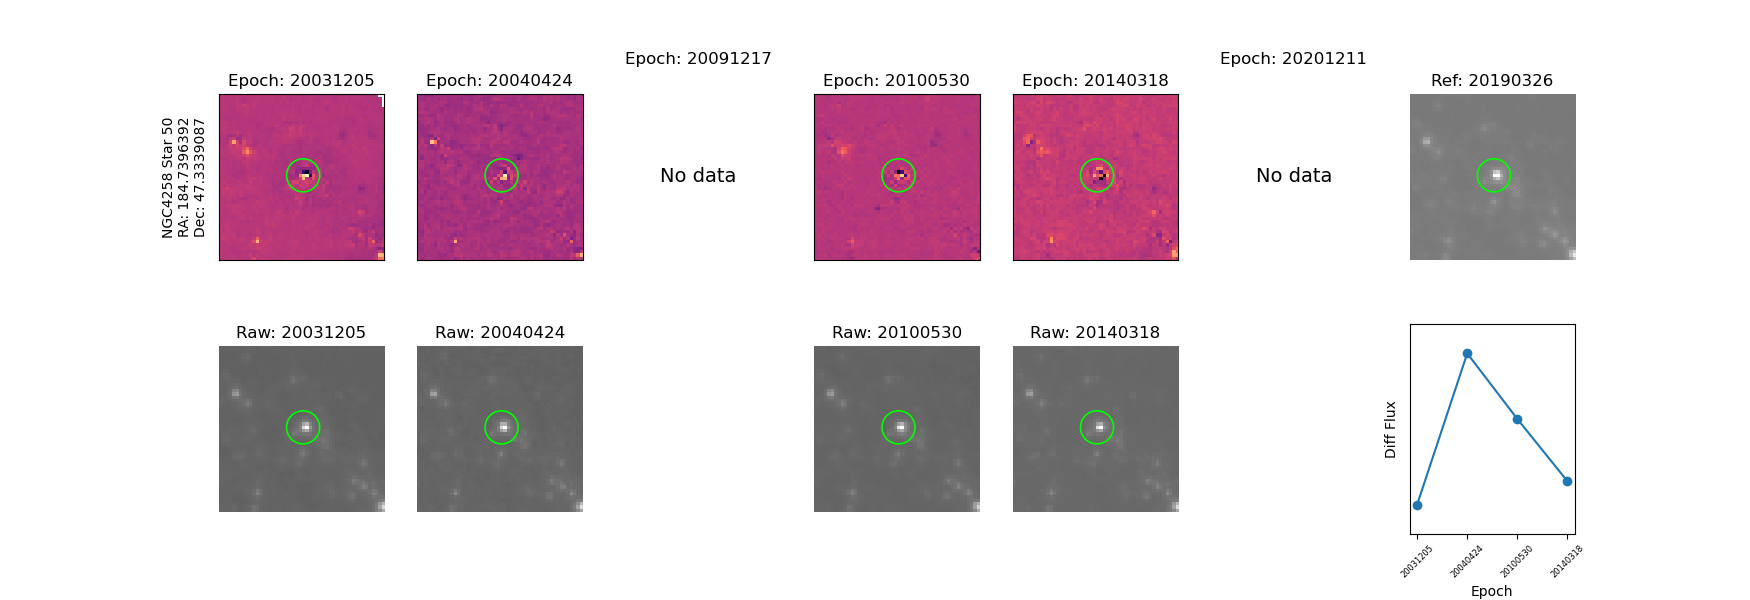 Epoch: 20091217
Epoch: 20201211
Epoch: 20031205
Epoch: 20040424
Epoch: 20100530
Epoch: 20140318
Ref: 20190326
NGC4258 Star 50
RA: 184.7396392
Dec: 47.3339087
No data
No data
Raw: 20031205
Raw: 20040424
Raw: 20100530
Raw: 20140318
Diff Flux
20031205
20040424
20100530
20140318
Epoch